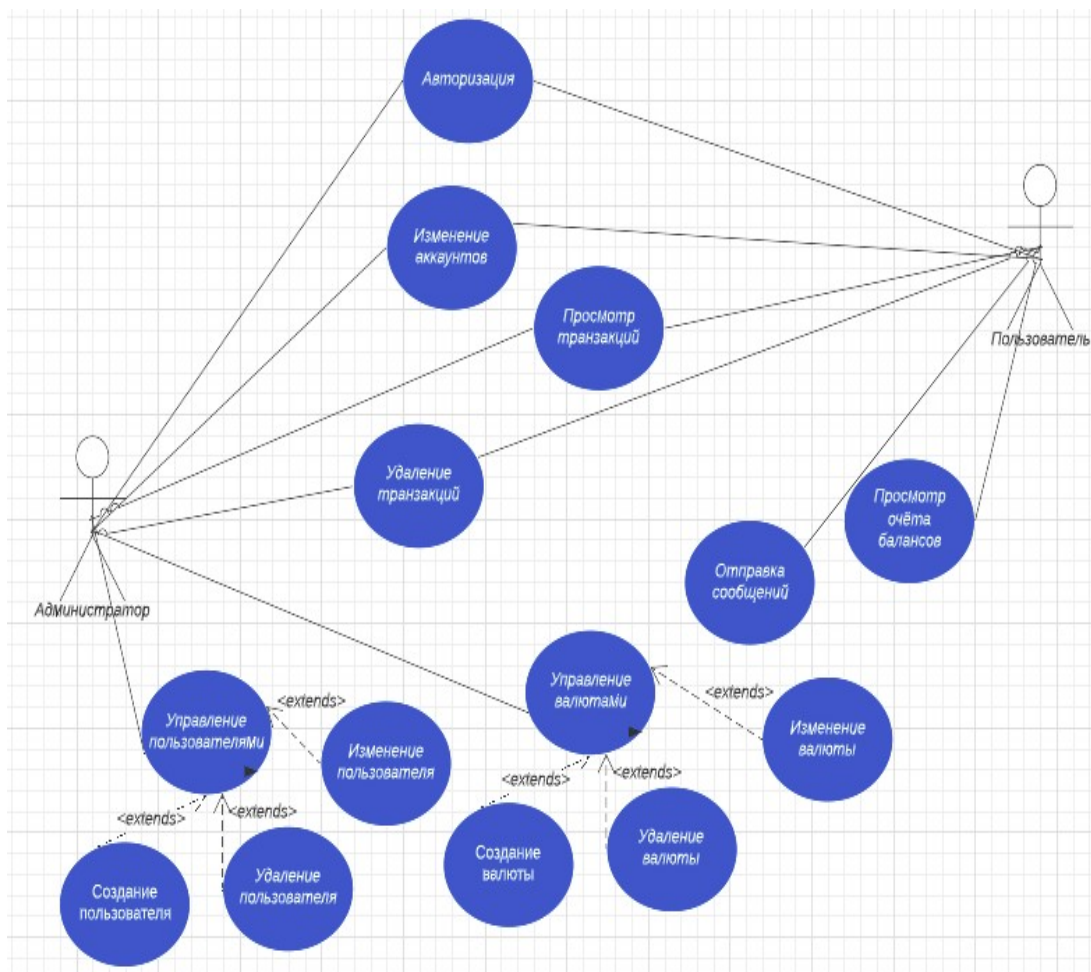 Авторизация
Изменение
аккаунтов
Просмотр
транзакций
Пользователь
Удаление
транзакций
Просмотр
очёта
балансов
Отправка
сообщений
Администратор
Управление
пользователями
<extends>
Изменение
пользователя
<extends>
<extends>
Создание
пользователя
Удаление
пользователя
Управление
валютами
<extends>
Изменение
валюты
<extends>
<extends>
Создание
валюты
Удаление
валюты